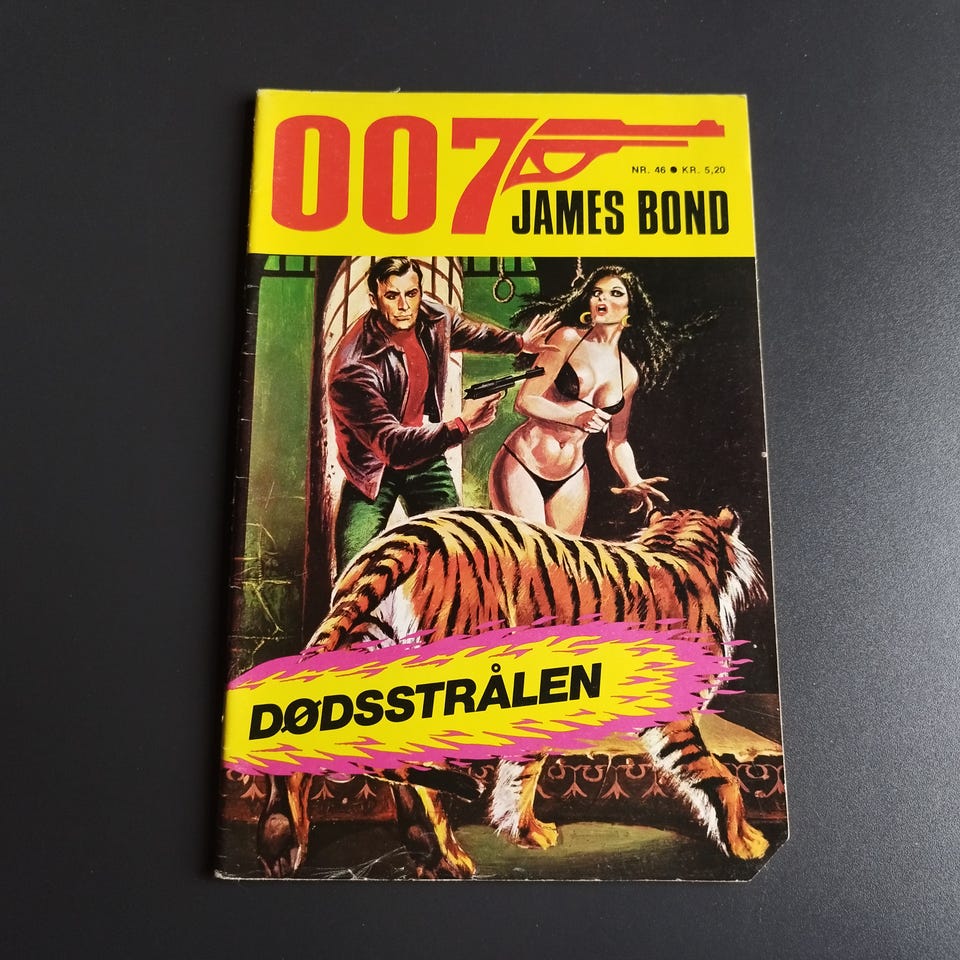 007
NR. 46 ● KR. 5,20
JAMES BOND
DØDSSTRÅLEN